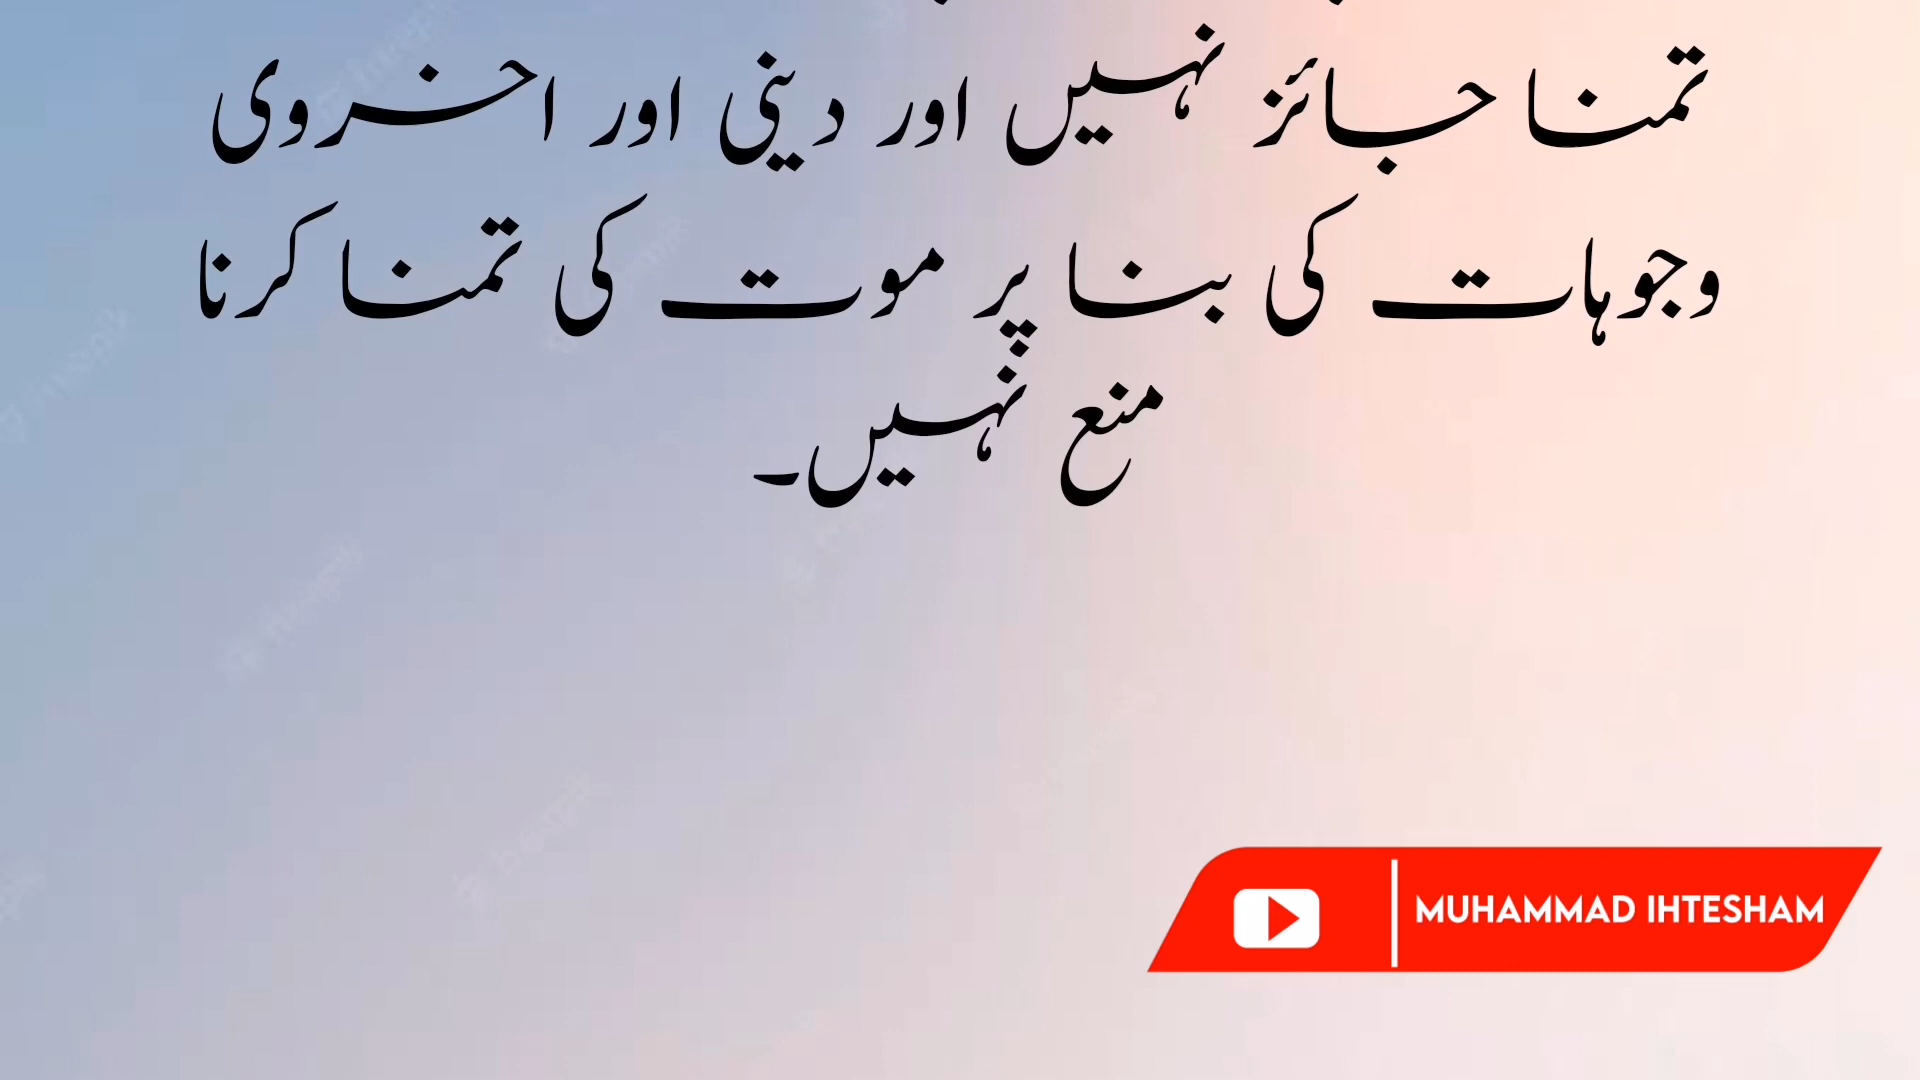 تمنا جائز نہیں اور دینی اور اخروی
وجوہات کی بنا پر موت کی تمنا کرنا
منع نہیں۔
MUHAMMAD IHTESHAM